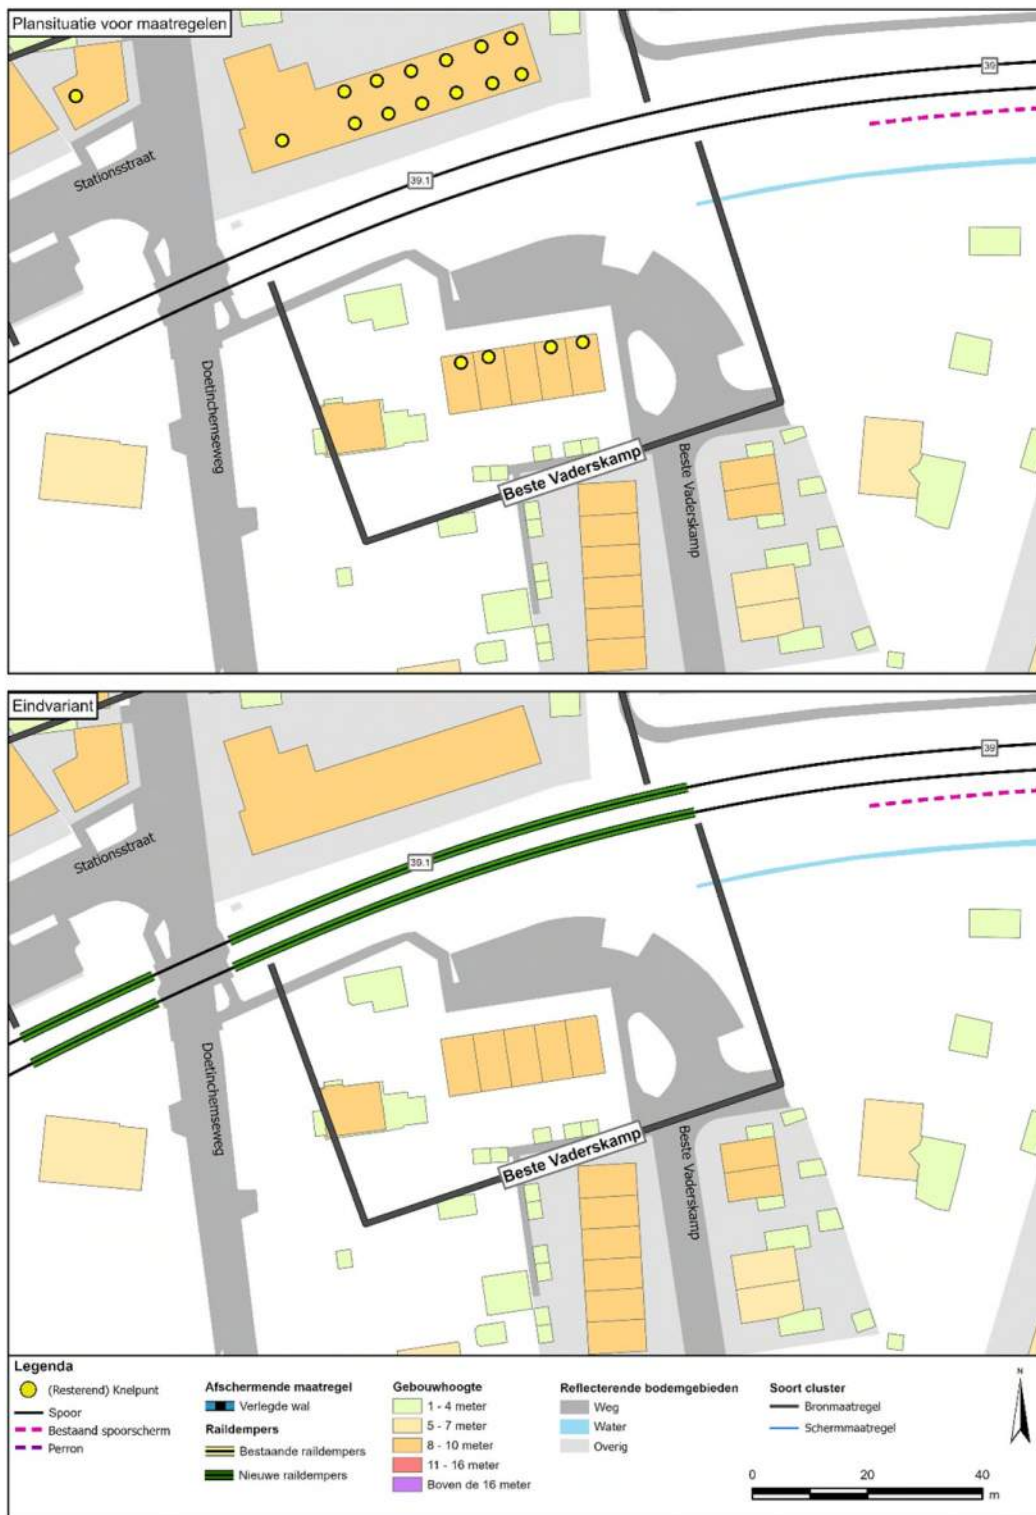 Plansituatie voor maatregelen
39
39.1
Stationsstraat
Doetinchemseweg
Beste Vaderskamp
Beste Vaderskamp
Eindvariant
39
39.1
Stationsstraat
Doetinchemseweg
Beste Vaderskamp
Beste Vaderskamp
Legenda
(Resterend) Knelpunt
Spoor
Bestaand spoorscherm
Perron
Afschermende maatregel
Verlegde wal
Raildempers
Bestaande raildempers
Nieuwe raildempers
Gebouwhoogte
1 - 4 meter
5 - 7 meter
8 - 10 meter
11 - 16 meter
Boven de 16 meter
Reflecterende bodemgebieden
Weg
Water
Overig
Soort cluster
Bronmaatregel
Schermmaatregel
N
0 20 40
m